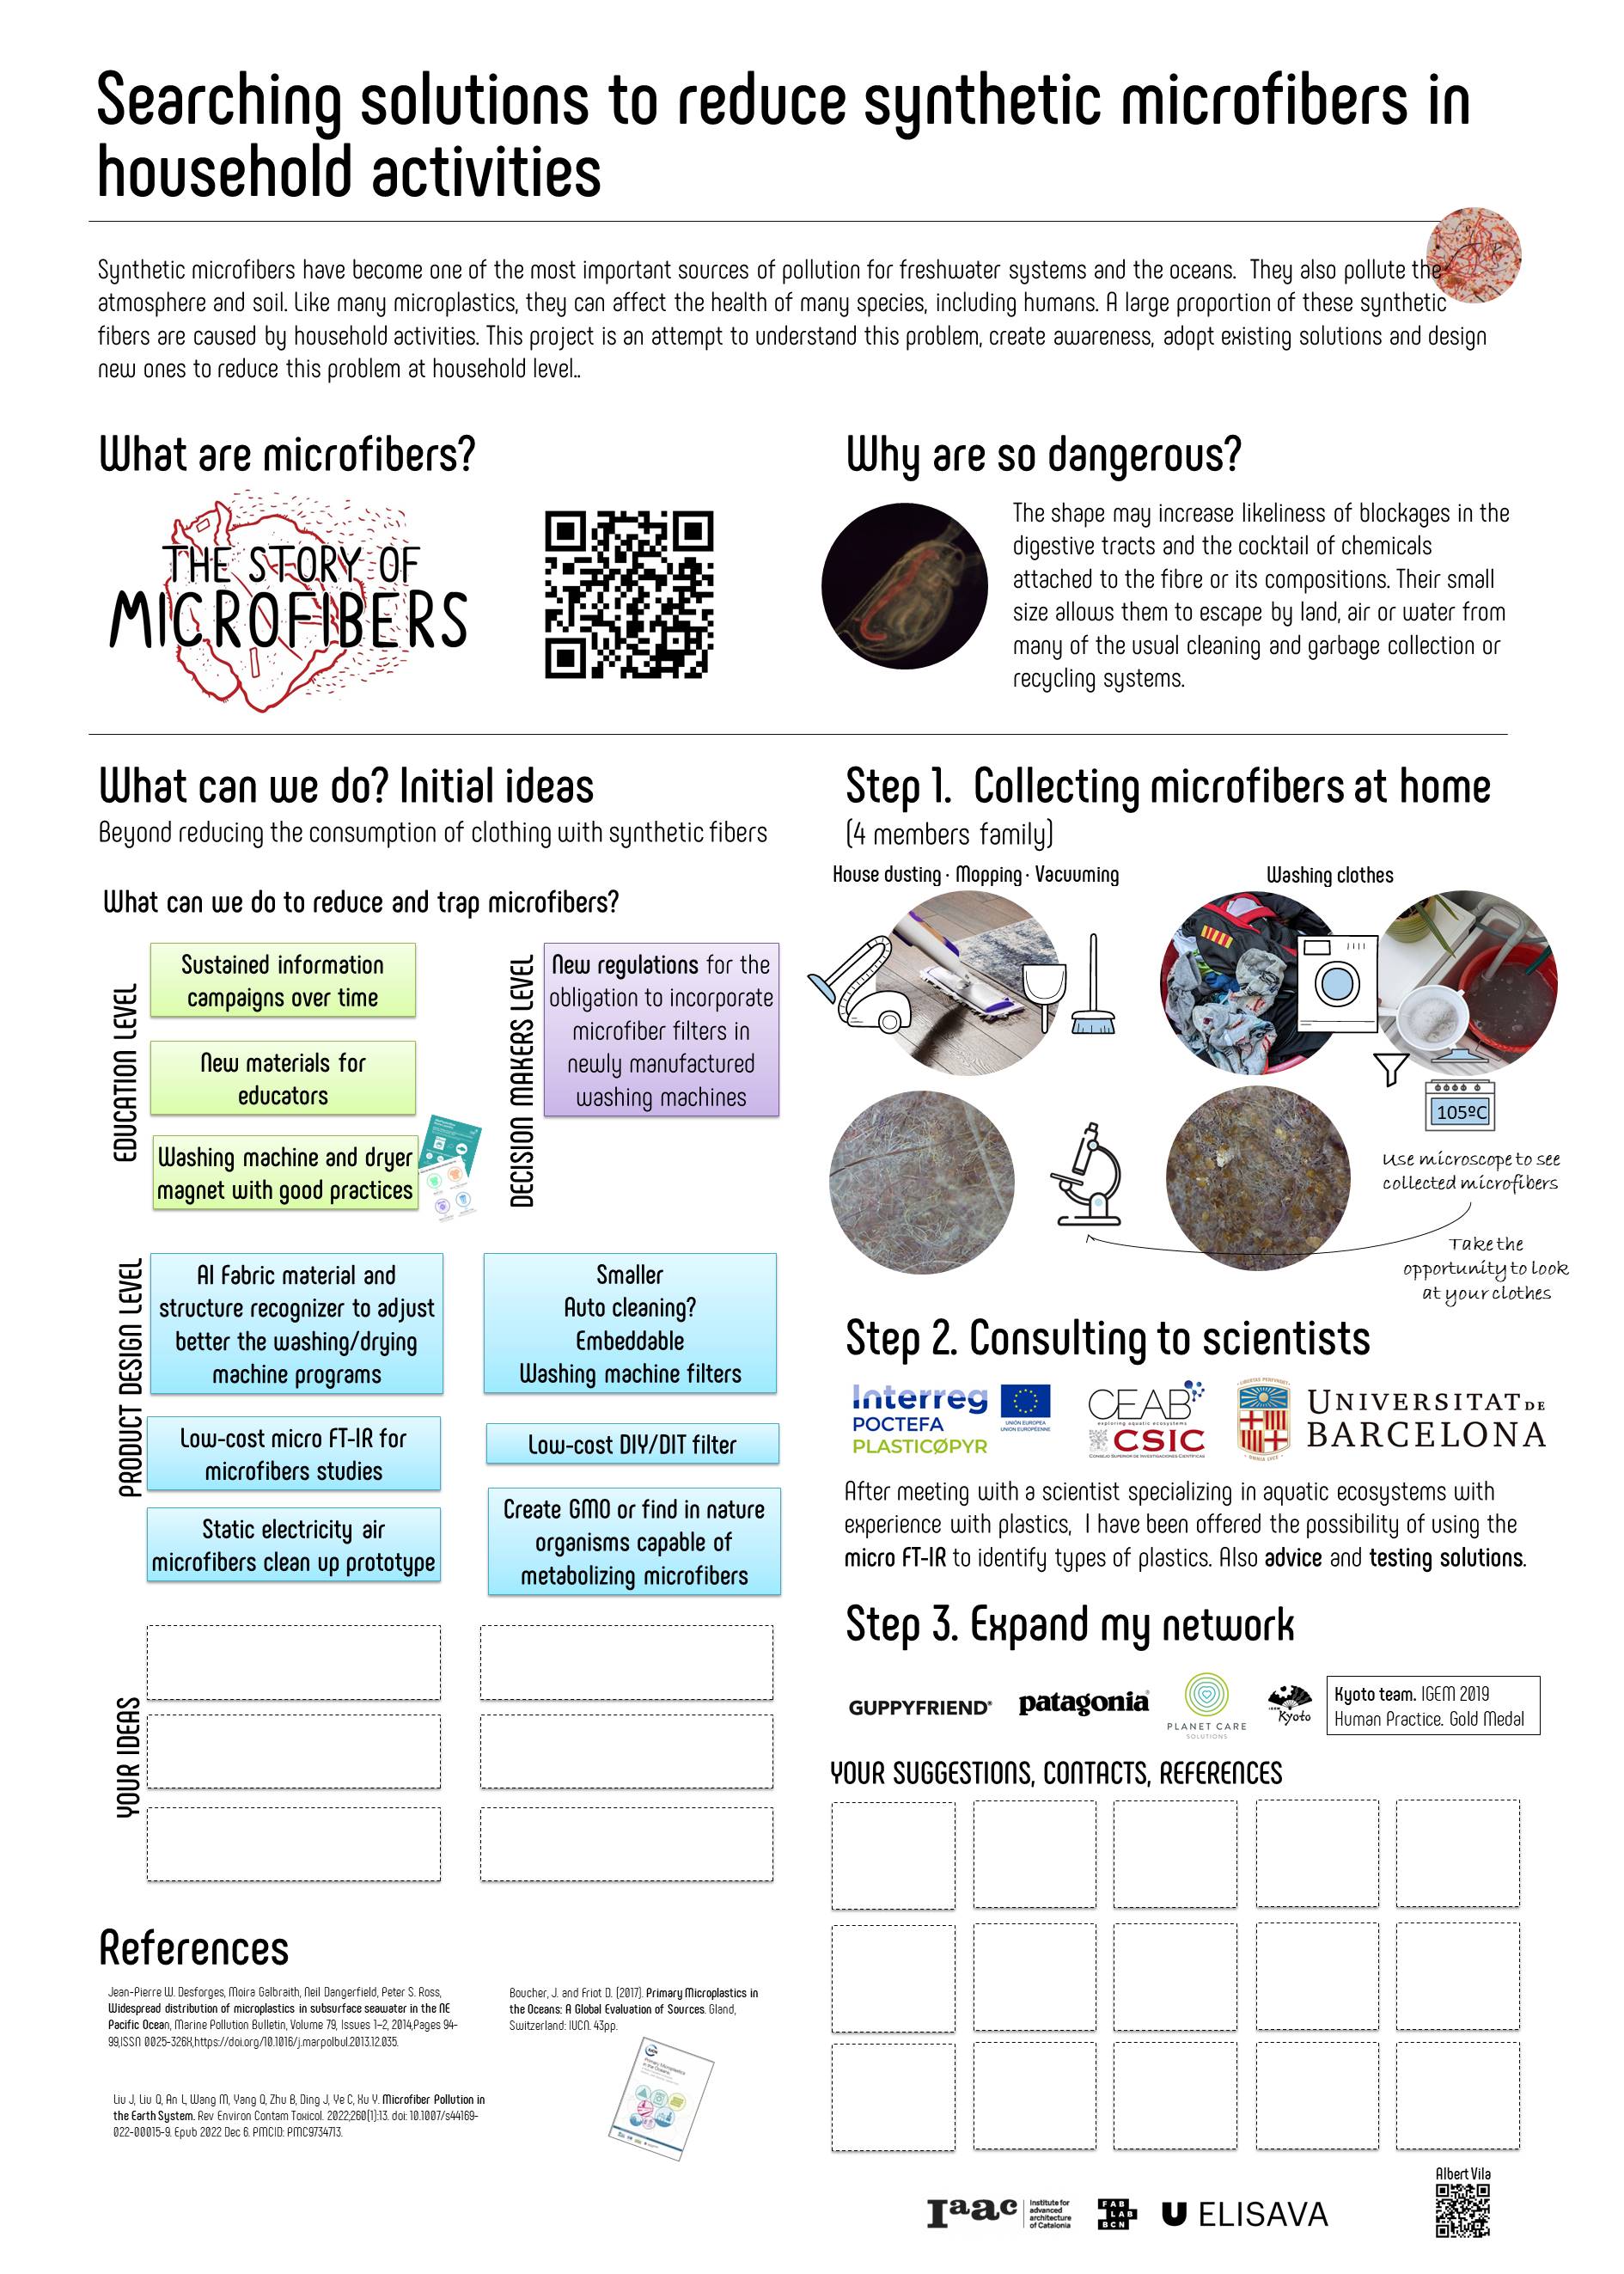 Searching solutions to reduce synthetic microfibers in
household activities
Synthetic microfibers have become one of the most important sources of pollution for freshwater systems and the oceans. They also pollute the
atmosphere and soil. Like many microplastics, they can affect the health of many species, including humans. A large proportion of these synthetic
fibers are caused by household activities. This project is an attempt to understand this problem, create awareness, adopt existing solutions and design
new ones to reduce this problem at household level..
What are microfibers?
THE STORY OF
MICROFIBERS
Why are so dangerous?
The shape may increase likeliness of blockages in the
digestive tracts and the cocktail of chemicals
attached to the fibre or its compositions. Their small
size allows them to escape by land, air or water from
many of the usual cleaning and garbage collection or
recycling systems.
What can we do? Initial ideas
Beyond reducing the consumption of clothing with synthetic fibers
What can we do to reduce and trap microfibers?
EDUCATION LEVEL
Sustained information
campaigns over time
New materials for
educators
Washing machine and dryer
magnet with good practices
DECISION MAKERS LEVEL
New regulations for the
obligation to incorporate
microfiber filters in
newly manufactured
washing machines
PRODUCT DESIGN LEVEL
AI Fabric material and
structure recognizer to adjust
better the washing/drying
machine programs
Low-cost micro FT-IR for
microfibers studies
Static electricity air
microfibers clean up prototype
Smaller
Auto cleaning?
Embeddable
Washing machine filters
Low-cost DIY/DIT filter
Create GMO or find in nature
organisms capable of
metabolizing microfibers
YOUR IDEAS
References
Jean-Pierre W. Desforges, Moira Galbraith, Neil Dangerfield, Peter S. Ross,
Widespread distribution of microplastics in subsurface seawater in the NE
Pacific Ocean, Marine Pollution Bulletin, Volume 79, Issues 1–2, 2014,Pages 94-
99,ISSN 0025-326X,https://doi.org/10.1016/j.marpolbul.2013.12.035.
Liu J, Liu Q, An L, Wang M, Yang Q, Zhu B, Ding J, Ye C, Xu Y. Microfiber Pollution in
the Earth System. Rev Environ Contam Toxicol. 2022;260(1):13. doi: 10.1007/s44169-
022-00015-9. Epub 2022 Dec 6. PMCID: PMC9734713.
Boucher, J. and Friot D. (2017). Primary Microplastics in
the Oceans: A Global Evaluation of Sources. Gland,
Switzerland: IUCN. 43pp.
Primary Microplastics
in the Oceans
Step 1. Collecting microfibers at home
(4 members family)
House dusting · Mopping · Vacuuming
Washing clothes
105ºC
Use microscope to see
collected microfibers
Take the
opportunity to look
at your clothes
Step 2. Consulting to scientists
Interreg
POCTEFA
PLASTICØPYR
UNIÓN EUROPEA
UNION EUROPÉENNE
CEAB
exploring aquatic ecosystems
CSIC
CONSEJO SUPERIOR DE INVESTIGACIONES CIENTÍFICAS
UNIVERSITAT DE
BARCELONA
After meeting with a scientist specializing in aquatic ecosystems with
experience with plastics, I have been offered the possibility of using the
micro FT-IR to identify types of plastics. Also advice and testing solutions.
Step 3. Expand my network
GUPPYFRIEND®
patagonia®
PLANET CARE
SOLUTIONS
iGEM
Kyoto
Kyoto team. IGEM 2019
Human Practice. Gold Medal
YOUR SUGGESTIONS, CONTACTS, REFERENCES
Iaac
Institute for
advanced
architecture
of Catalonia
FAB
LAB
BCN
U ELISAVA
Albert Vila